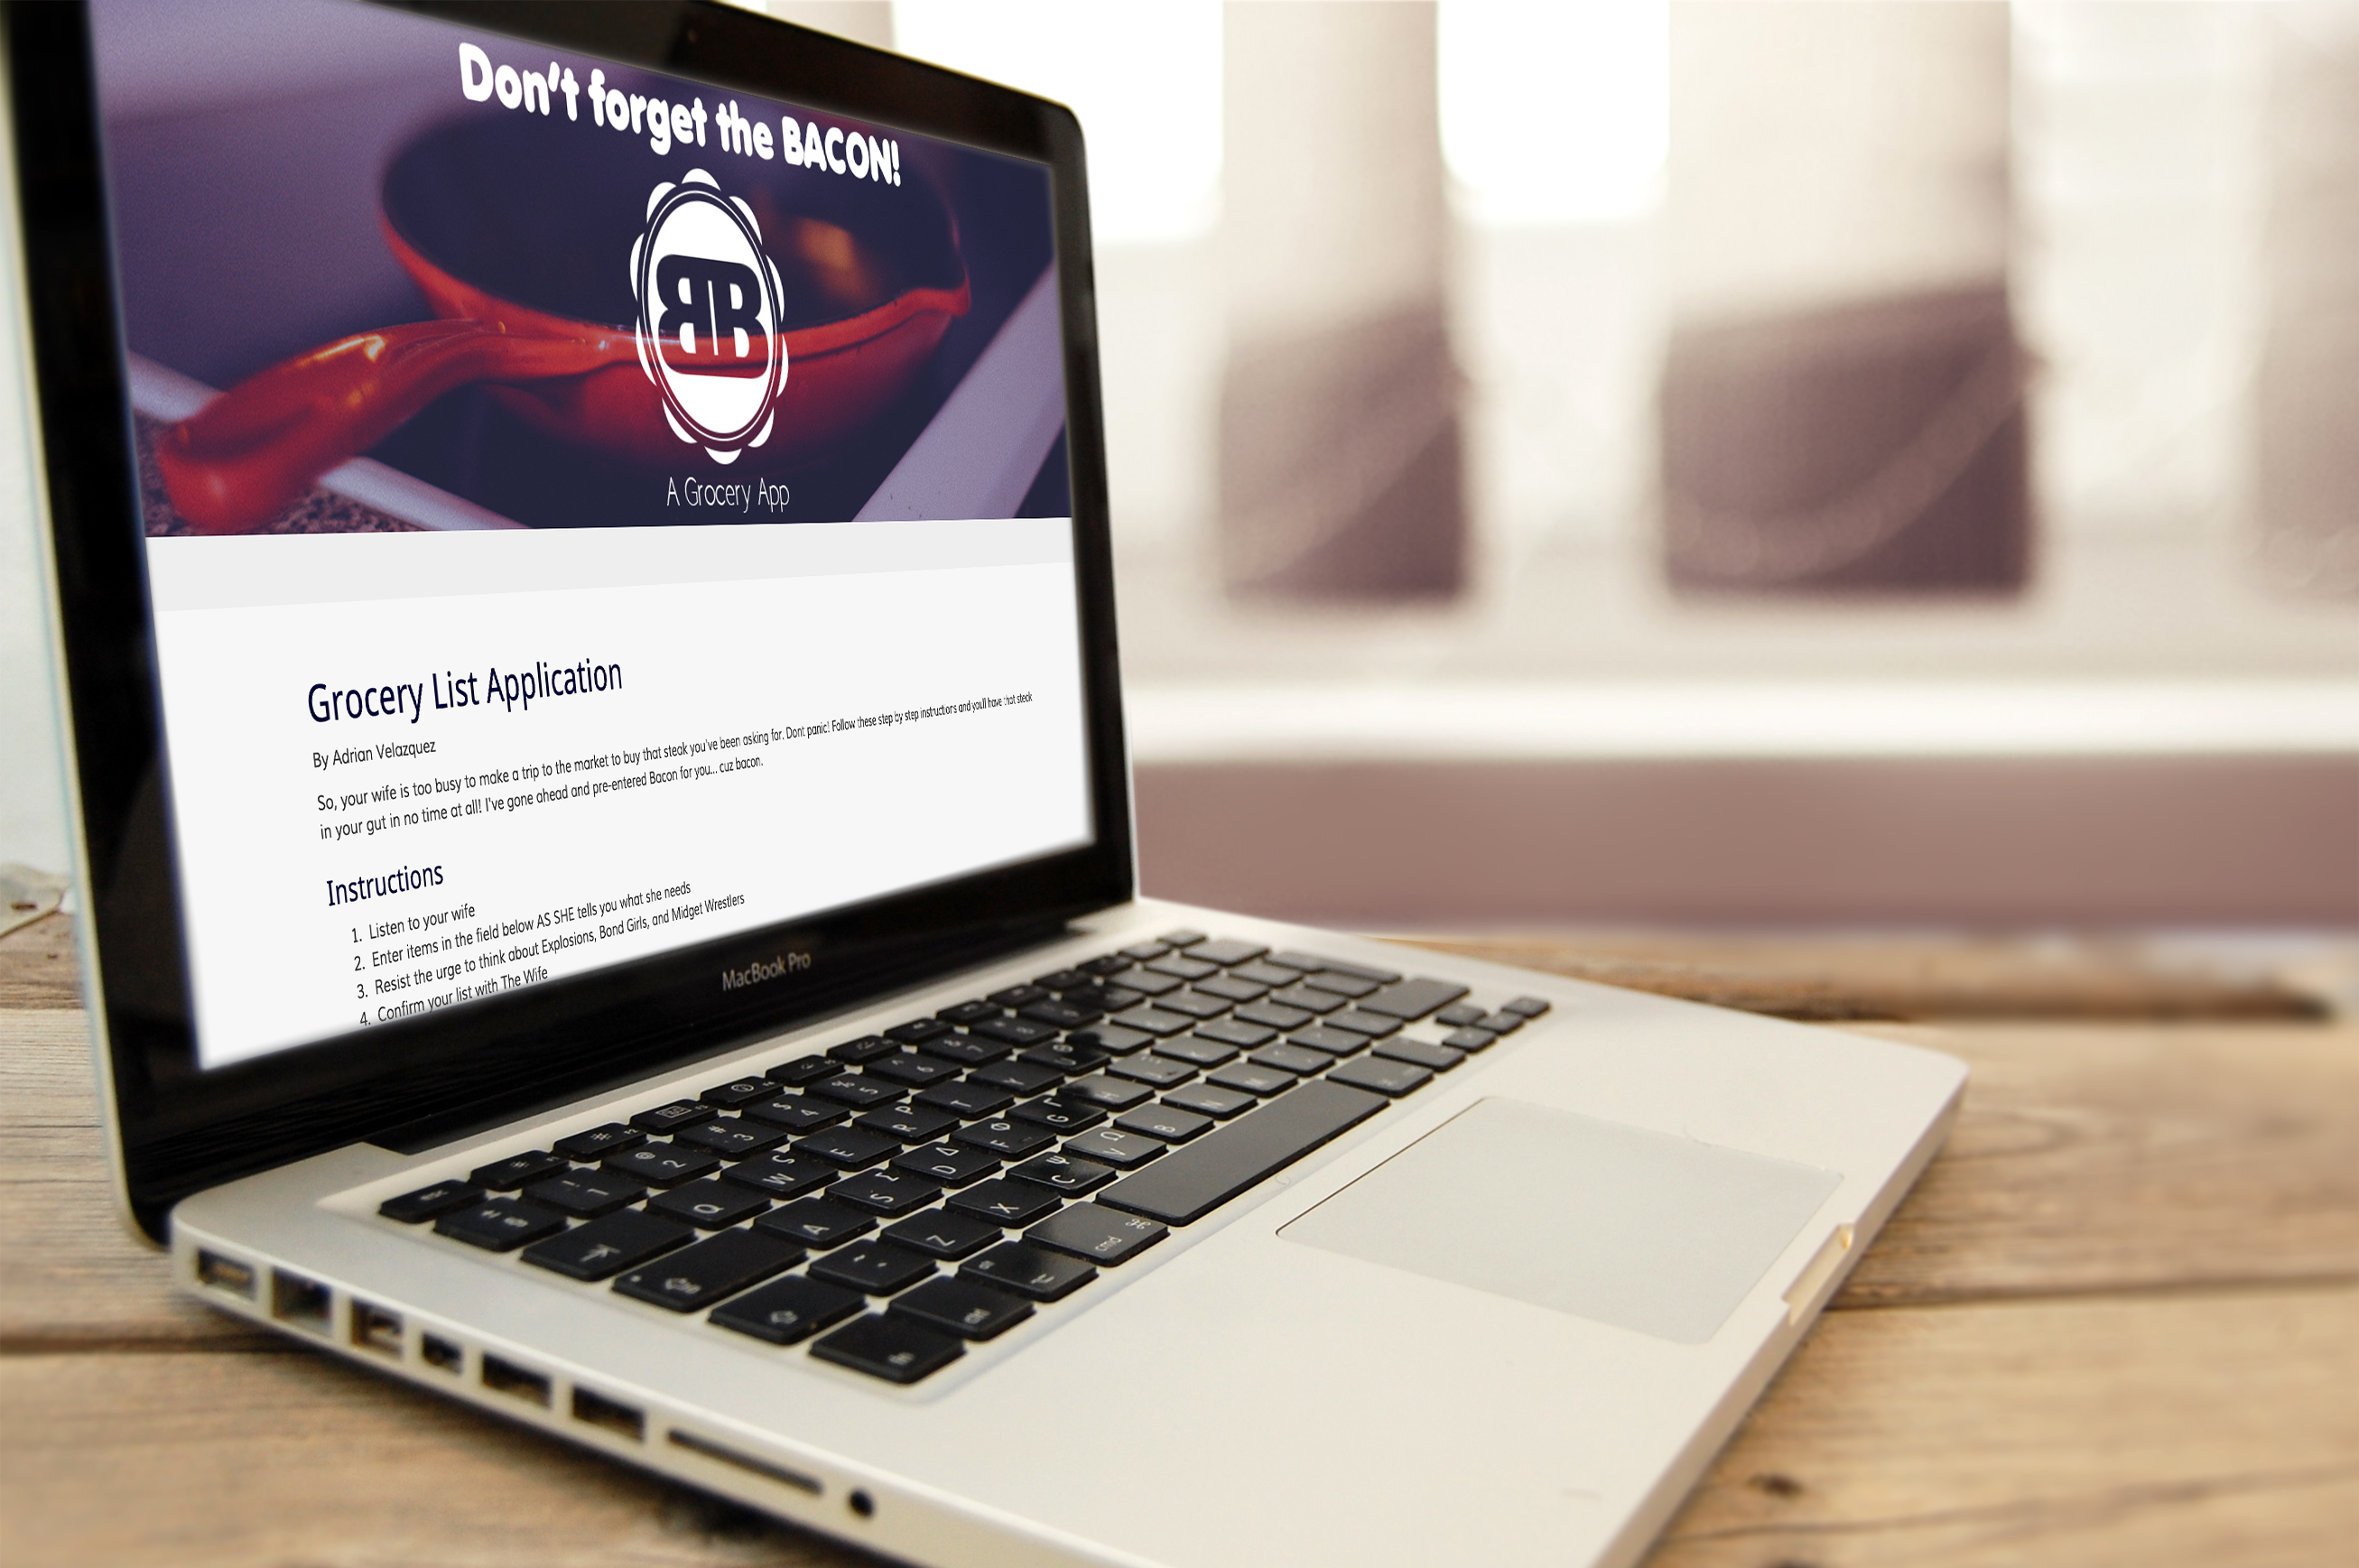 Don't forget the BACON!
BB
A Grocery App
Grocery List Application
By Adrian Velazquez
So, your wife is too busy to make a trip to the market to buy that steak you've been asking for. Dont panic! Follow these step by step instructions and you'll have that steak
in your gut in no time at all! I've gone ahead and pre-entered Bacon for you... cuz bacon.
Instructions
1. Listen to your wife
2. Enter items in the field below AS SHE tells you what she needs
3. Resist the urge to think about Explosions, Bond Girls, and Midget Wrestlers
4. Confirm your list with The Wife
MacBook Pro
cmd